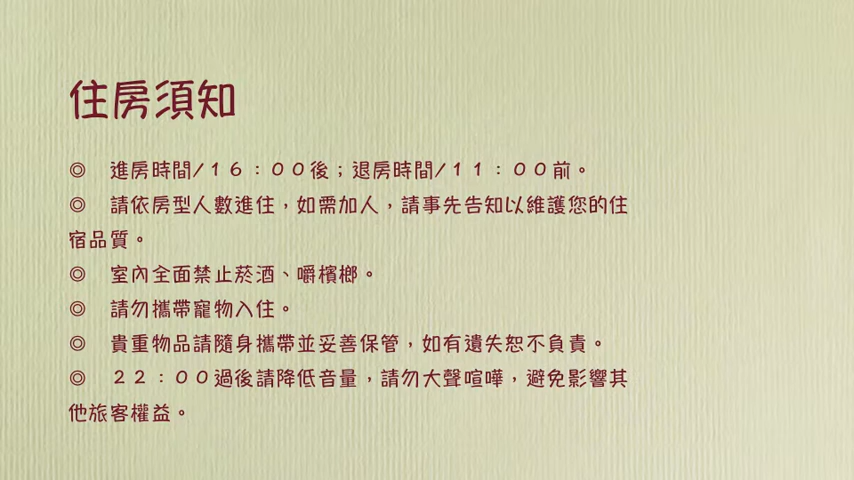 住房須知
◎　進房時間/１６：００後；退房時間/１１：００前。
◎　請依房型人數進住，如需加人，請事先告知以維護您的住
宿品質。
◎　室內全面禁止菸酒、嚼檳榔。
◎　請勿攜帶寵物入住。
◎　貴重物品請隨身攜帶並妥善保管，如有遺失恕不負責。
◎　２２：００過後請降低音量，請勿大聲喧嘩，避免影響其
他旅客權益。